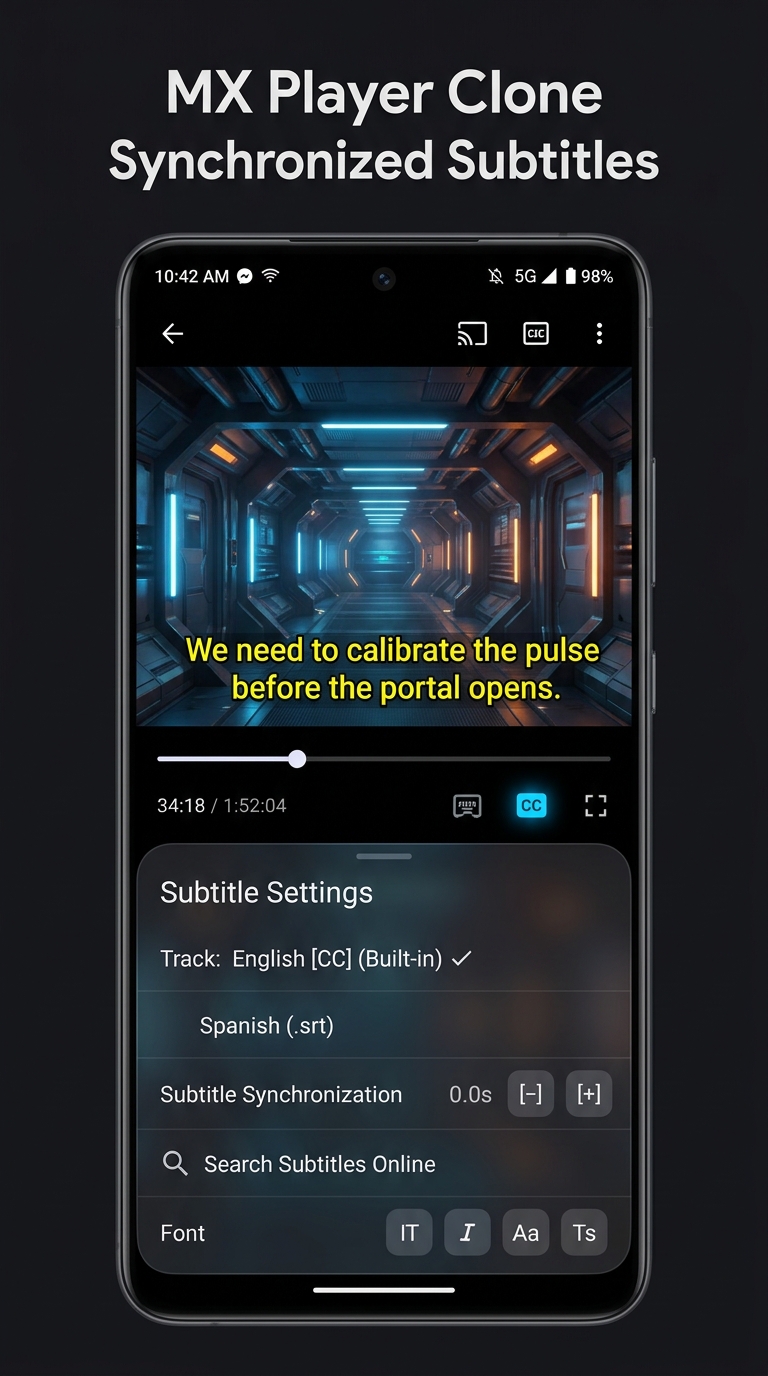 MX Player Clone
Synchronized Subtitles
10:42 AM 5G 98%
We need to calibrate the pulse
before the portal opens.
34:18 / 1:52:04 CC
Subtitle Settings
Track: English [CC] (Built-in)
Spanish (.srt)
Subtitle Synchronization 0.0s [−] [+]
Search Subtitles Online
Font IT I Aa Ts